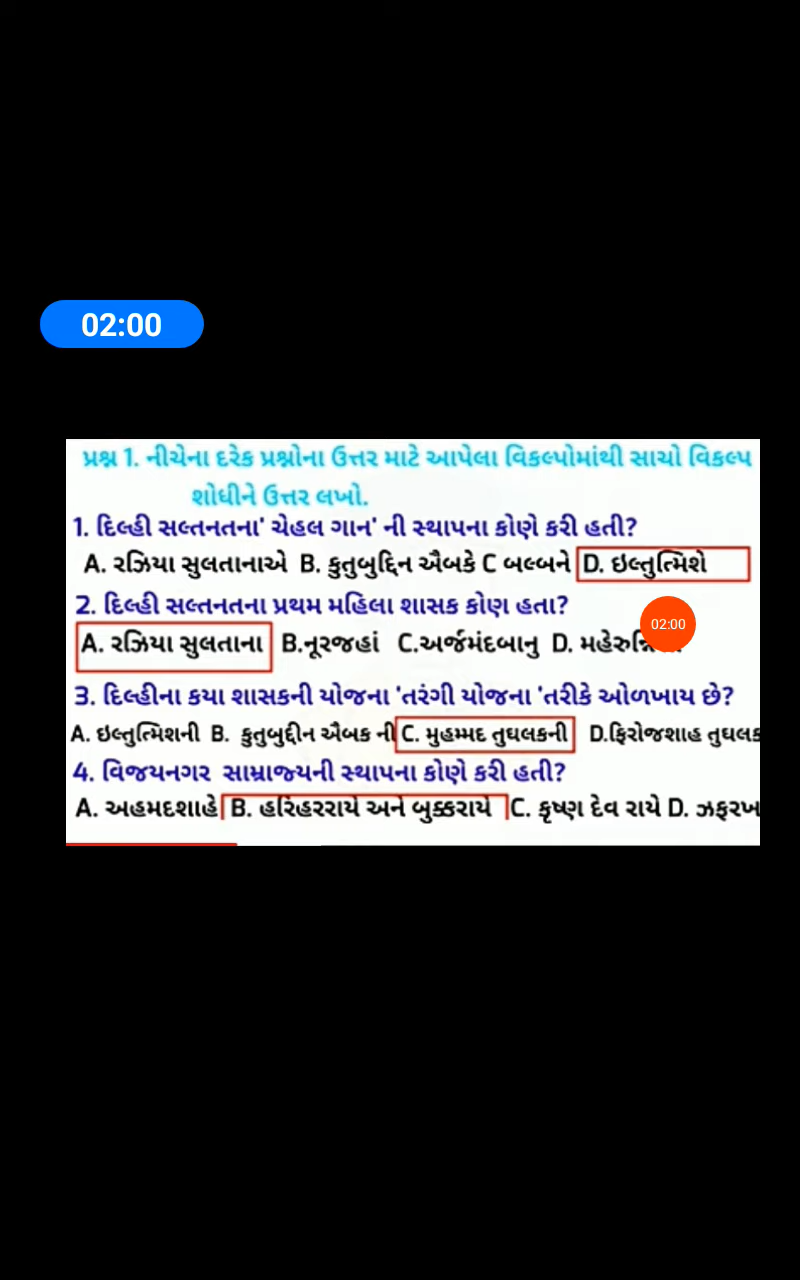 02:00
પ્રશ્ન 1. નીચેના દરેક પ્રશ્નોના ઉત્તર માટે આપેલા વિકલ્પોમાંથી સાચો વિકલ્પ
શોધીને ઉત્તર લખો.
1. દિલ્હી સલ્તનતના' ચેહલ ગાન' ની સ્થાપના કોણે કરી હતી?
A. રઝિયા સુલતાનાએ B. કુતુબુદ્દિન ઐબકે C બલ્બને D. ઇલ્તુત્મિશે
2. દિલ્હી સલ્તનતના પ્રથમ મહિલા શાસક કોણ હતા?
02:00
A. રઝિયા સુલતાના B.નૂરજહાં C.અર્જમંદબાનુ D.
3. દિલ્હીના કયા શાસકની યોજના 'તરંગી યોજના 'તરીકે ઓળખાય છે?
A. ઇલ્તુત્મિશની B. કુતુબુદ્દીન ઐબક ની C. મુહમ્મદ તુઘલકની D.ફિરોજશાહ તુઘલક
4. વિજયનગર સામ્રાજ્યની સ્થાપના કોણે કરી હતી?
A. અહમદશાહે B. હરિહરરાયે અને બુક્કરાયે C. કૃષ્ણ દેવ રાયે D. ઝફરખ